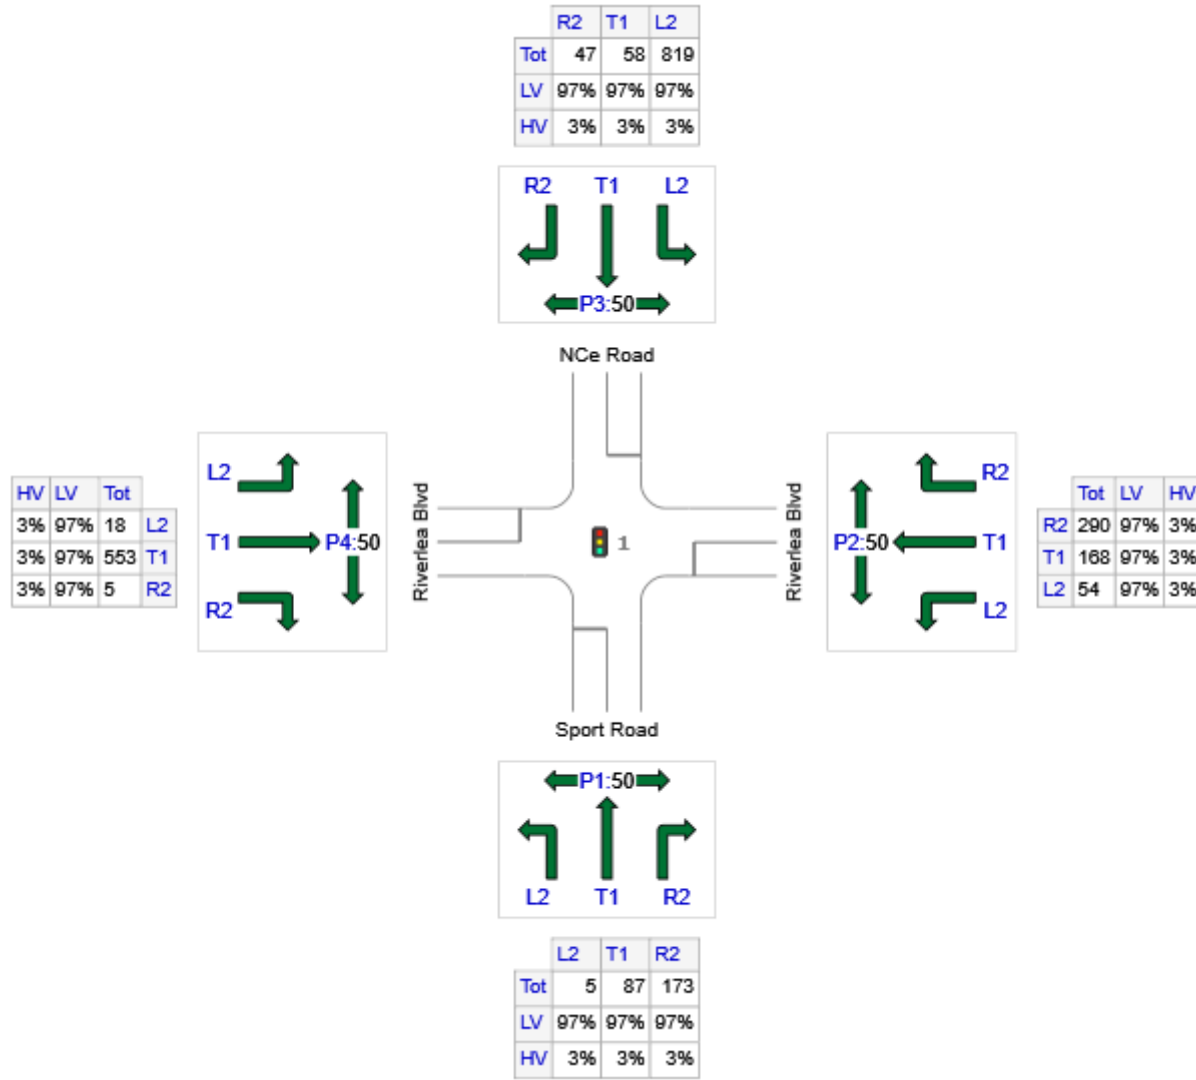 R2 T1 L2
Tot 47 58 819
LV 97% 97% 97%
HV 3% 3% 3%
R2 T1 L2
P3:50
NCe Road
HV LV Tot
3% 97% 18 L2
3% 97% 553 T1
3% 97% 5 R2
L2
T1
R2
P4:50
Riverlea Blvd
1
Riverlea Blvd
P2:50
R2
T1
L2
Tot LV HV
R2 290 97% 3%
T1 168 97% 3%
L2 54 97% 3%
Sport Road
P1:50
L2 T1 R2
L2 T1 R2
Tot 5 87 173
LV 97% 97% 97%
HV 3% 3% 3%